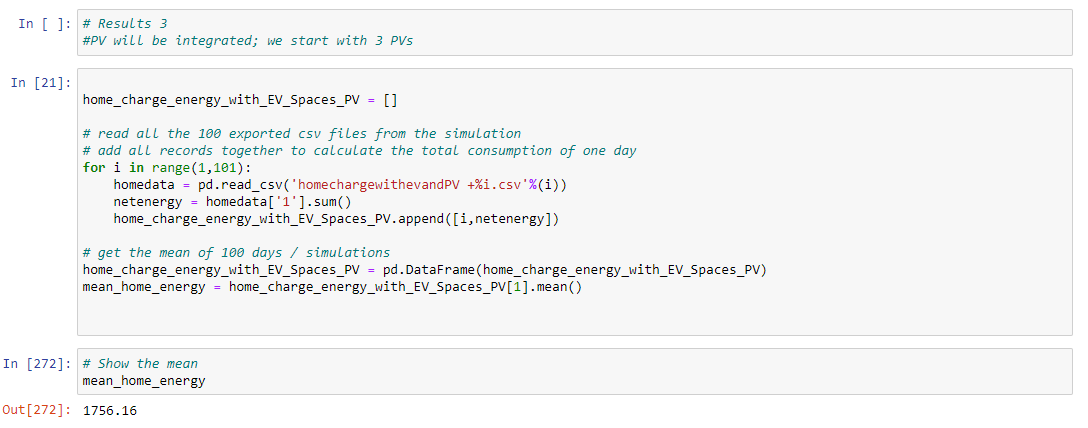 In [ ]: # Results 3
#PV will be integrated; we start with 3 PVs
In [21]:
home_charge_energy_with_EV_Spaces_PV = []
# read all the 100 exported csv files from the simulation
# add all records together to calculate the total consumption of one day
for i in range(1,101):
    homedata = pd.read_csv('homechargewithevandPV +%i.csv'%(i))
    netenergy = homedata['1'].sum()
    home_charge_energy_with_EV_Spaces_PV.append([i,netenergy])
# get the mean of 100 days / simulations
home_charge_energy_with_EV_Spaces_PV = pd.DataFrame(home_charge_energy_with_EV_Spaces_PV)
mean_home_energy = home_charge_energy_with_EV_Spaces_PV[1].mean()
In [272]: # Show the mean
mean_home_energy
Out[272]: 1756.16